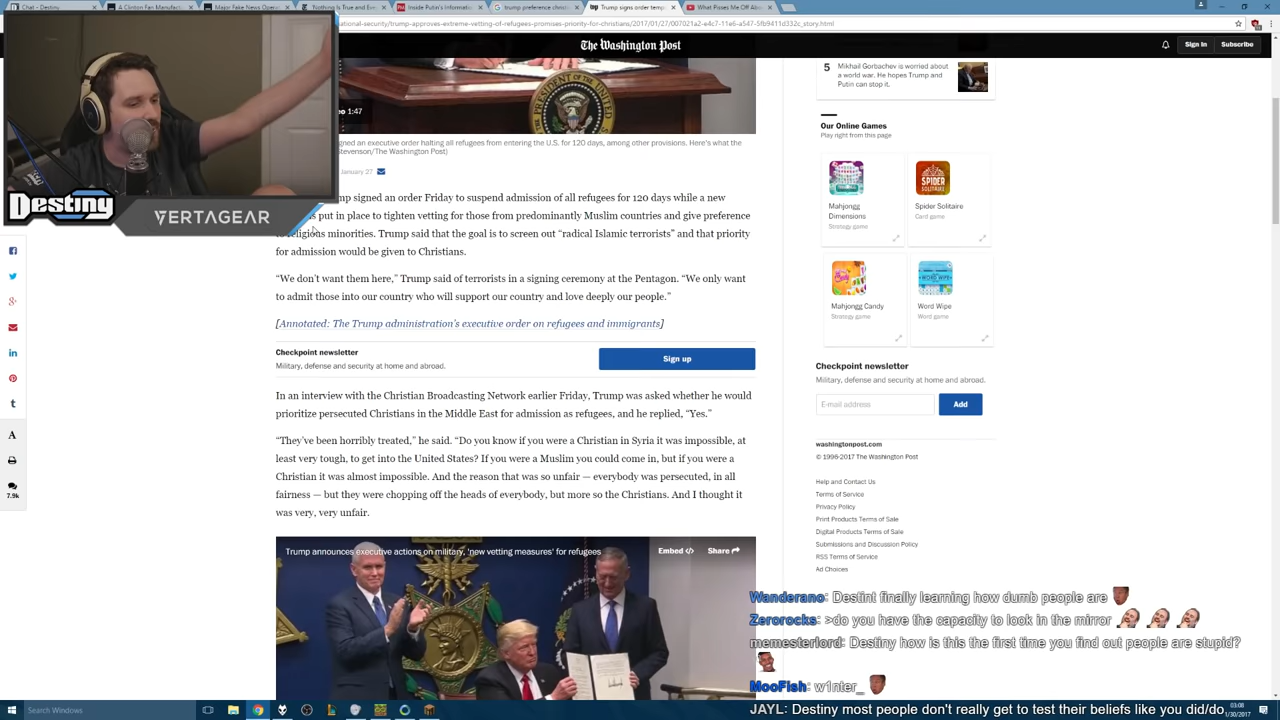 Chat - Destiny
A Clinton Fan Manufac
Major Fake News Oper
"Nothing Is True and Ev
Inside Putin's Informatio
trump preference christi
Trump signs order temp
What Pisses Me Off Abo
national-security/trump-approves-extreme-vetting-of-refugees-promises-priority-for-christians/2017/01/27/007021a2-e4c7-11e6-a547-5fb9411d332c_story.html
The Washington Post
Sign In
Subscribe
5 Mikhail Gorbachev is worried about
a world war. He hopes Trump and
Putin can stop it.
1:47
Our Online Games
Play right from this page
Mahjong
Dimensions
Strategy game
Spider Solitaire
Card game
Mahjongg Candy
Strategy game
Word Wipe
Word game
Destiny
VERTAGEAR
igned an executive order halting all refugees from entering the U.S. for 120 days, among other provisions. Here's what the
Stevenson/The Washington Post)
January 27
mp signed an order Friday to suspend admission of all refugees for 120 days while a new
put in place to tighten vetting for those from predominantly Muslim countries and give preference
religious minorities. Trump said that the goal is to screen out “radical Islamic terrorists” and that priority
for admission would be given to Christians.
“We don’t want them here,” Trump said of terrorists in a signing ceremony at the Pentagon. “We only want
to admit those into our country who will support our country and love deeply our people.”
[Annotated: The Trump administration’s executive order on refugees and immigrants]
Checkpoint newsletter
Military, defense and security at home and abroad.
Sign up
In an interview with the Christian Broadcasting Network earlier Friday, Trump was asked whether he would
prioritize persecuted Christians in the Middle East for admission as refugees, and he replied, “Yes.”
“They’ve been horribly treated,” he said. “Do you know if you were a Christian in Syria it was impossible, at
least very tough, to get into the United States? If you were a Muslim you could come in, but if you were a
Christian it was almost impossible. And the reason that was so unfair — everybody was persecuted, in all
fairness — but they were chopping off the heads of everybody, but more so the Christians. And I thought it
was very, very unfair.
Trump announces executive actions on military, 'new vetting measures' for refugees
Embed
Share
7.9k
Checkpoint newsletter
Military, defense and security at home and abroad.
E-mail address
Add
washingtonpost.com
© 1996-2017 The Washington Post
Help and Contact Us
Terms of Service
Privacy Policy
Print Products Terms of Sale
Digital Products Terms of Sale
Submissions and Discussion Policy
RSS Terms of Service
Ad Choices
Wanderano: Destint finally learning how dumb people are
Zerorocks: >do you have the capacity to look in the mirror
memesterlord: Destiny how is this the first time you find out people are stupid?
MooFish: w1nter_
JAYL: Destiny most people don't really get to test their beliefs like you did/do
Search Windows
03:08
1/30/2017